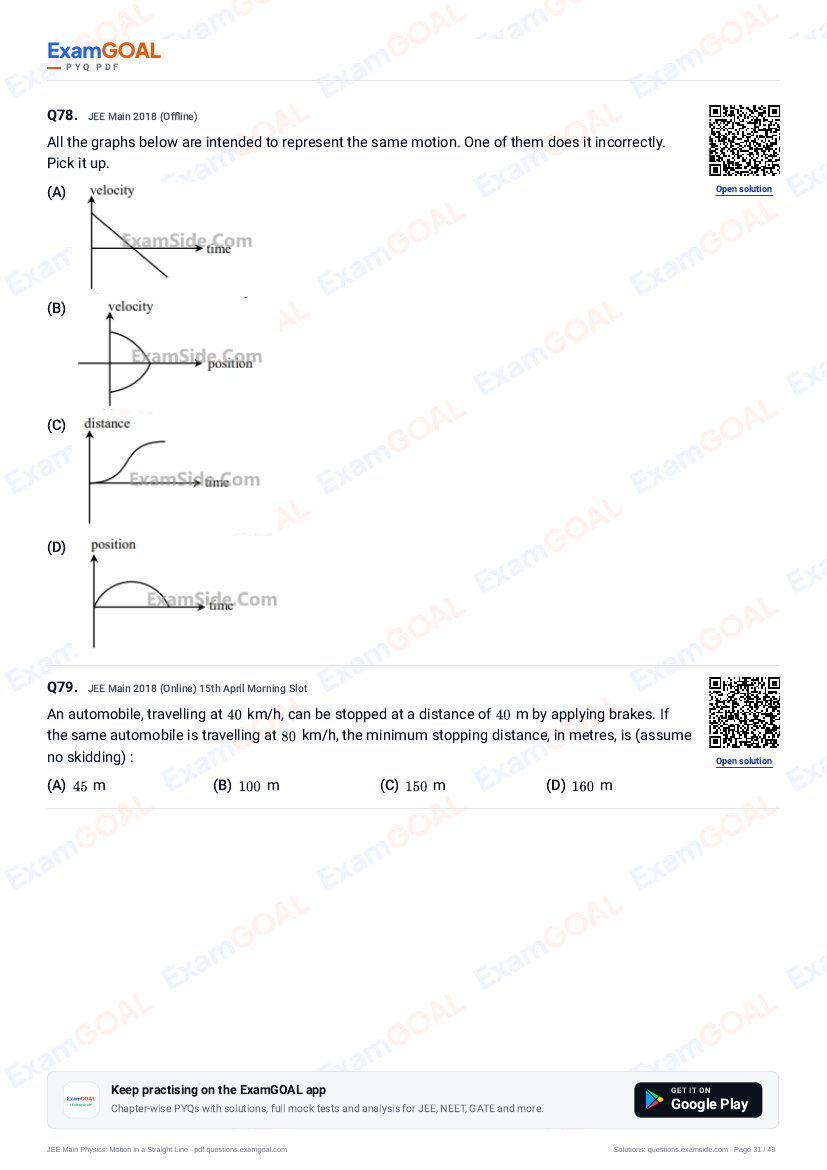 ExamGOAL
PYQ PDF
Q78. JEE Main 2018 (Offline)
All the graphs below are intended to represent the same motion. One of them does it incorrectly.
Pick it up.
Open solution
(A) velocity
ExamSide.Com
time
(B) velocity
ExamSide.Com
position
(C) distance
ExamSide.Com
time
(D) position
ExamSide.Com
time
Q79. JEE Main 2018 (Online) 15th April Morning Slot
An automobile, travelling at 40 km/h, can be stopped at a distance of 40 m by applying brakes. If
the same automobile is travelling at 80 km/h, the minimum stopping distance, in metres, is (assume
no skidding) :
Open solution
(A) 45 m (B) 100 m (C) 150 m (D) 160 m
ExamGOAL
Keep practising on the ExamGOAL app
Chapter-wise PYQs with solutions, full mock tests and analysis for JEE, NEET, GATE and more.
GET IT ON
Google Play
JEE Main Physics: Motion in a Straight Line · pdf.questions.examgoal.com
Solutions: questions.examside.com · Page 31 / 49